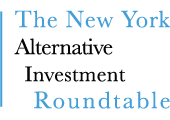 The New York
Alternative
Investment
Roundtable